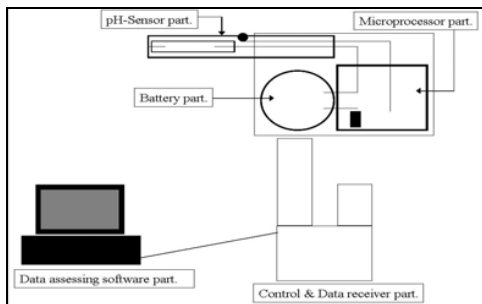 pH-Sensor part.
Microprocessor part.
Battery part.
Data assessing software part.
Control & Data receiver part.